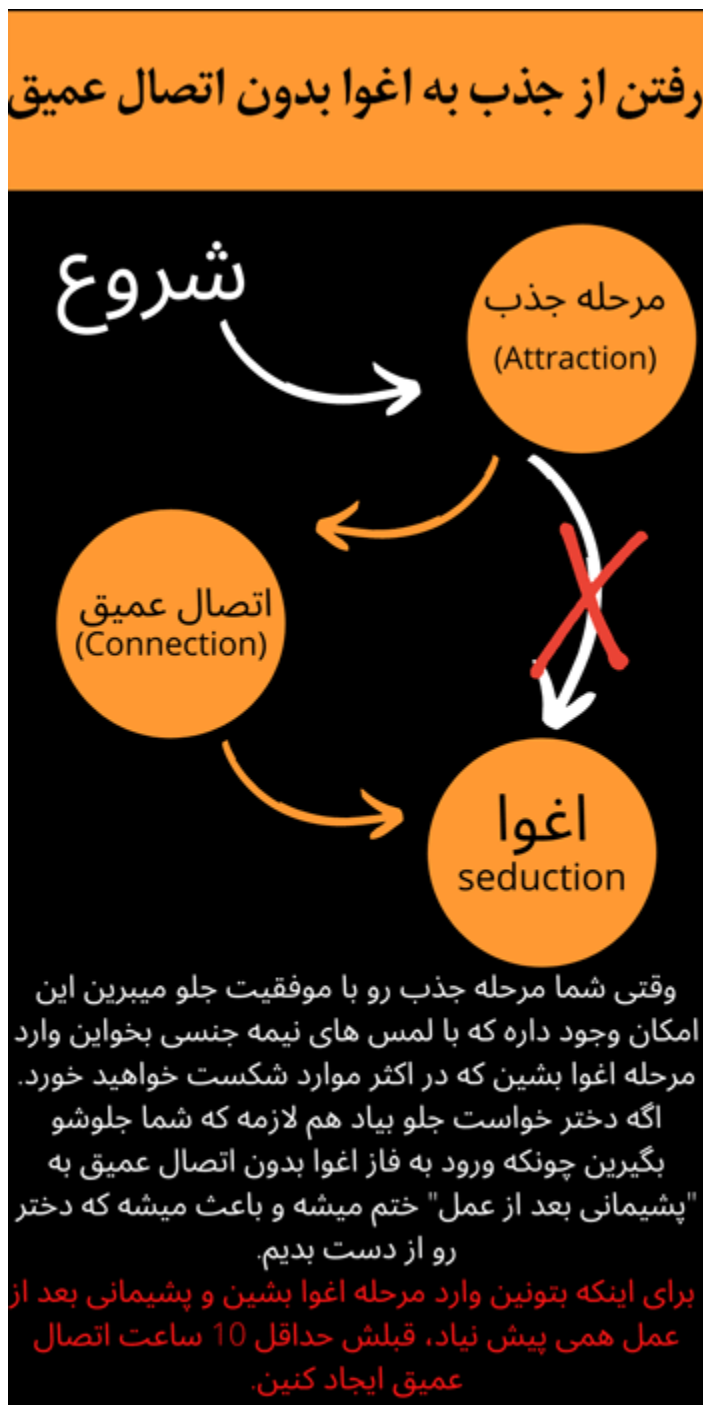 رفتن از جذب به اغوا بدون اتصال عمیق
شروع
مرحله جذب
(Attraction)
اتصال عمیق
(Connection)
اغوا
seduction
وقتی شما مرحله جذب رو با موفقیت جلو میبرین این
امکان وجود داره که با لمس های نیمه جنسی بخواین وارد
مرحله اغوا بشین که در اکثر موارد شکست خواهید خورد.
اگه دختر خواست جلو بیاد هم لازمه که شما جلوشو
بگیرین چونکه ورود به فاز اغوا بدون اتصال عمیق به
"پشیمانی بعد از عمل" ختم میشه و باعث میشه که دختر
رو از دست بدیم.
برای اینکه بتونین وارد مرحله اغوا بشین و پشیمانی بعد از
عمل همی پیش نیاد، قبلش حداقل 10 ساعت اتصال
عمیق ایجاد کنین.